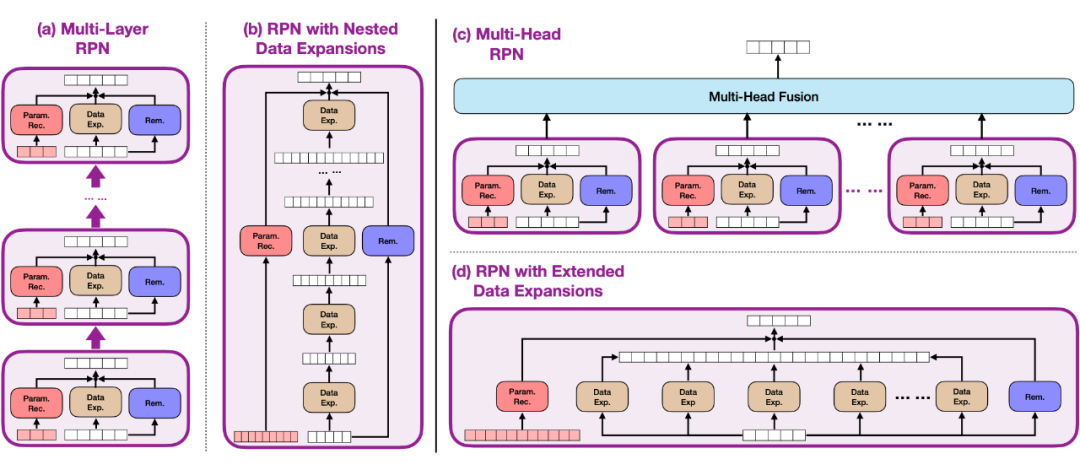 (a) Multi-Layer
RPN
Param.
Rec.
Data
Exp.
Rem.
... ...
Param.
Rec.
Data
Exp.
Rem.
Param.
Rec.
Data
Exp.
Rem.
(b) RPN with Nested
Data Expansions
Data
Exp.
... ...
Param.
Rec.
Data
Exp.
Rem.
Data
Exp.
Data
Exp.
(c) Multi-Head
RPN
Multi-Head Fusion
... ...
Param.
Rec.
Data
Exp.
Rem.
Param.
Rec.
Data
Exp.
Rem.
... ...
Param.
Rec.
Data
Exp.
Rem.
(d) RPN with Extended
Data Expansions
Param.
Rec.
Data
Exp.
Data
Exp
Data
Exp.
Data
Exp.
... ...
Data
Exp.
Rem.